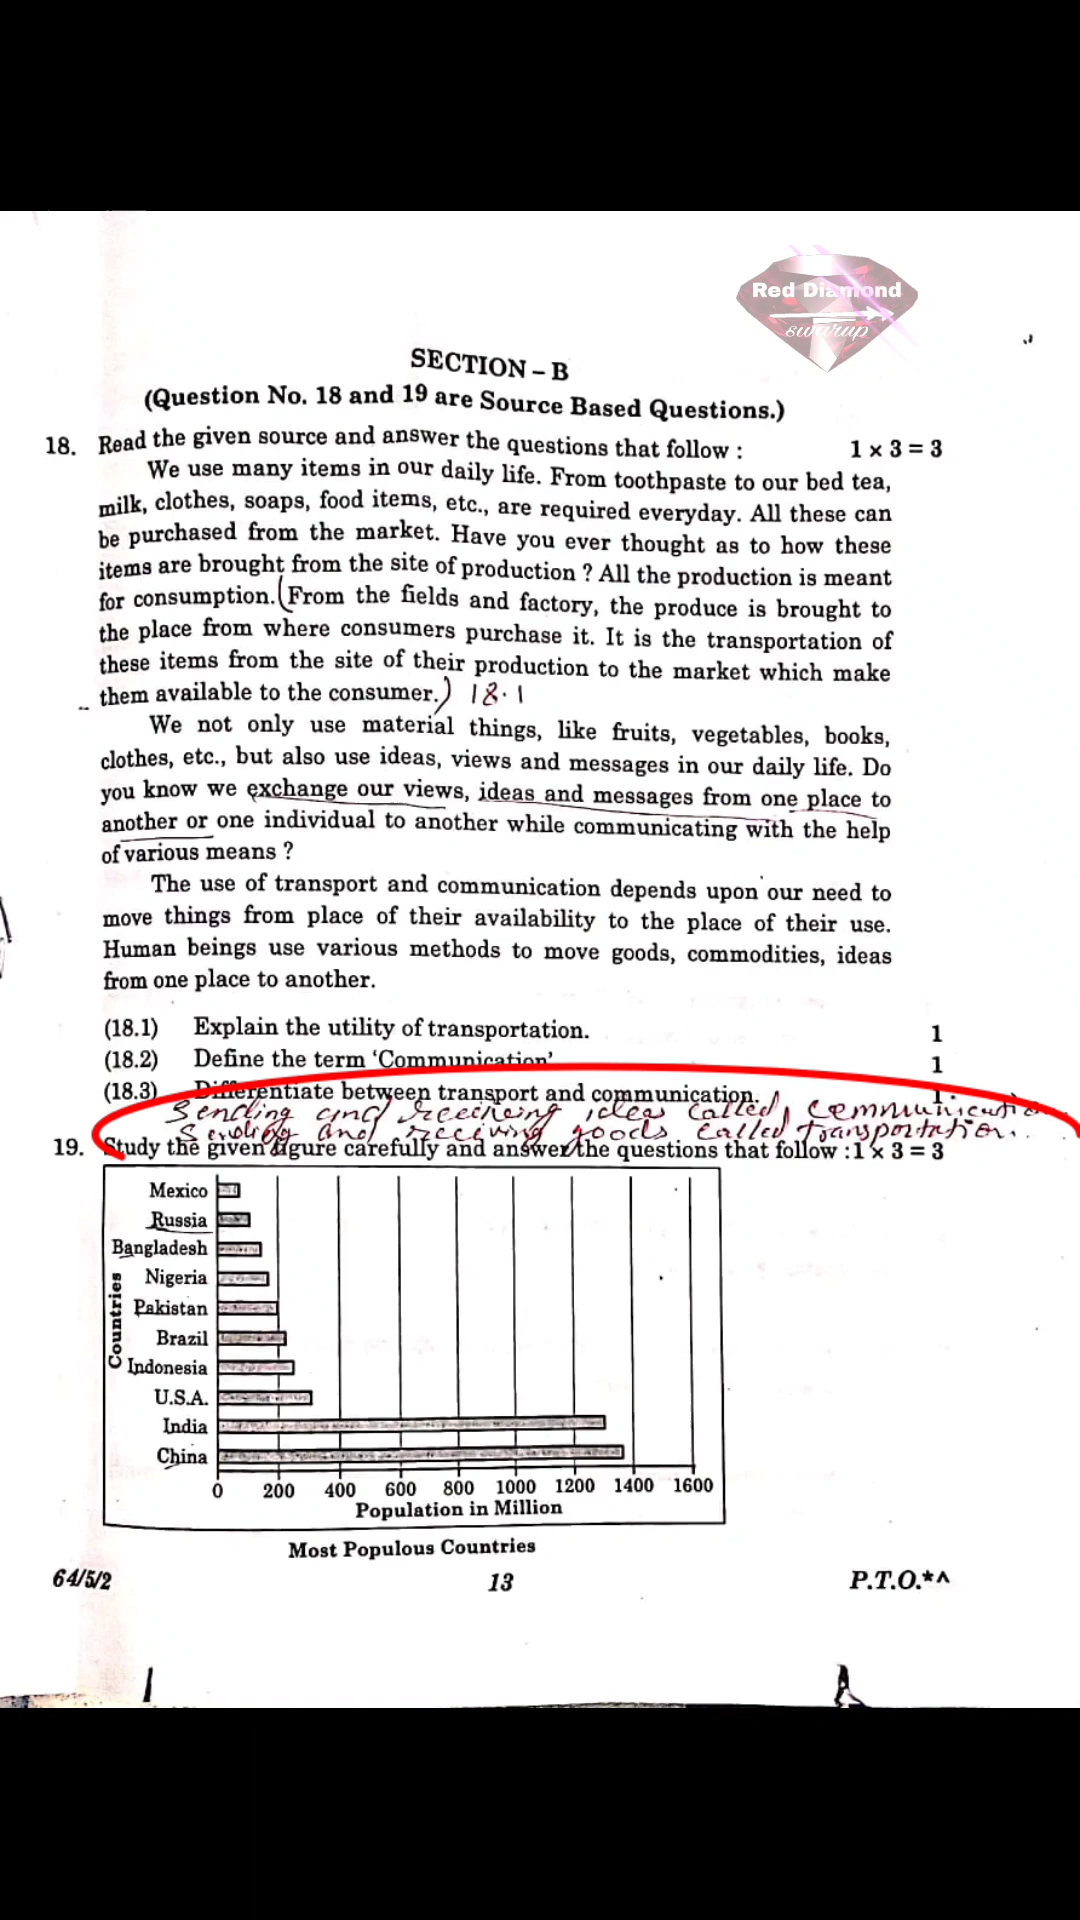 Red Diamond
swarup
SECTION – B
(Question No. 18 and 19 are Source Based Questions.)
18. Read the given source and answer the questions that follow : 1 × 3 = 3
We use many items in our daily life. From toothpaste to our bed tea,
milk, clothes, soaps, food items, etc., are required everyday. All these can
be purchased from the market. Have you ever thought as to how these
items are brought from the site of production ? All the production is meant
for consumption. (From the fields and factory, the produce is brought to
the place from where consumers purchase it. It is the transportation of
these items from the site of their production to the market which make
them available to the consumer.) 18.1
We not only use material things, like fruits, vegetables, books,
clothes, etc., but also use ideas, views and messages in our daily life. Do
you know we exchange our views, ideas and messages from one place to
another or one individual to another while communicating with the help
of various means ?
The use of transport and communication depends upon our need to
move things from place of their availability to the place of their use.
Human beings use various methods to move goods, commodities, ideas
from one place to another.
(18.1) Explain the utility of transportation. 1
(18.2) Define the term 'Communication' 1
(18.3) Differentiate between transport and communication. 1
Sending and receiving idea called communication
Sending and receiving goods called transportation.
19. Study the given figure carefully and answer the questions that follow : 1 × 3 = 3
Mexico
Russia
Bangladesh
Nigeria
Pakistan
Brazil
Indonesia
U.S.A.
India
China
Countries
0 200 400 600 800 1000 1200 1400 1600
Population in Million
Most Populous Countries
64/5/2 13 P.T.O.*^